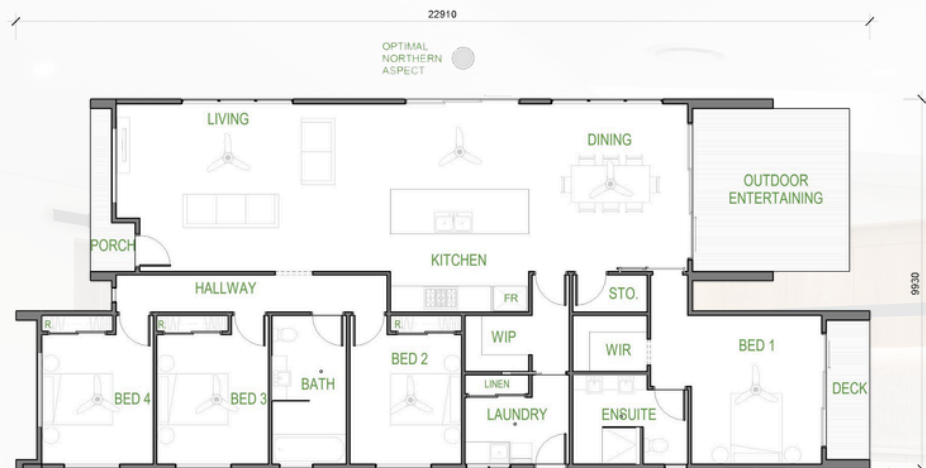 22910
OPTIMAL
NORTHERN
ASPECT
LIVING
DINING
OUTDOOR
ENTERTAINING
PORCH
KITCHEN
HALLWAY
FR
STO.
9930
R.
R.
R.
WIP
WIR
BED 1
BED 2
BATH
LINEN
DECK
BED 4
BED 3
LAUNDRY
ENSUITE